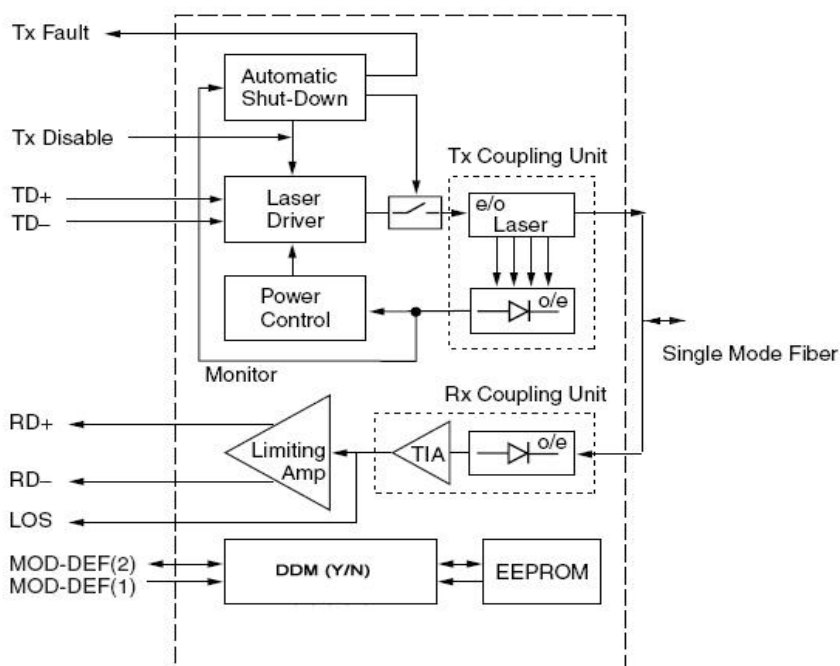 Tx Fault
Automatic
Shut-Down
Tx Disable
Tx Coupling Unit
TD+
TD–
Laser
Driver
e/o
Laser
Power
Control
o/e
Monitor
Single Mode Fiber
Rx Coupling Unit
RD+
RD–
Limiting
Amp
TIA
o/e
LOS
MOD-DEF(2)
MOD-DEF(1)
DDM (Y/N)
EEPROM